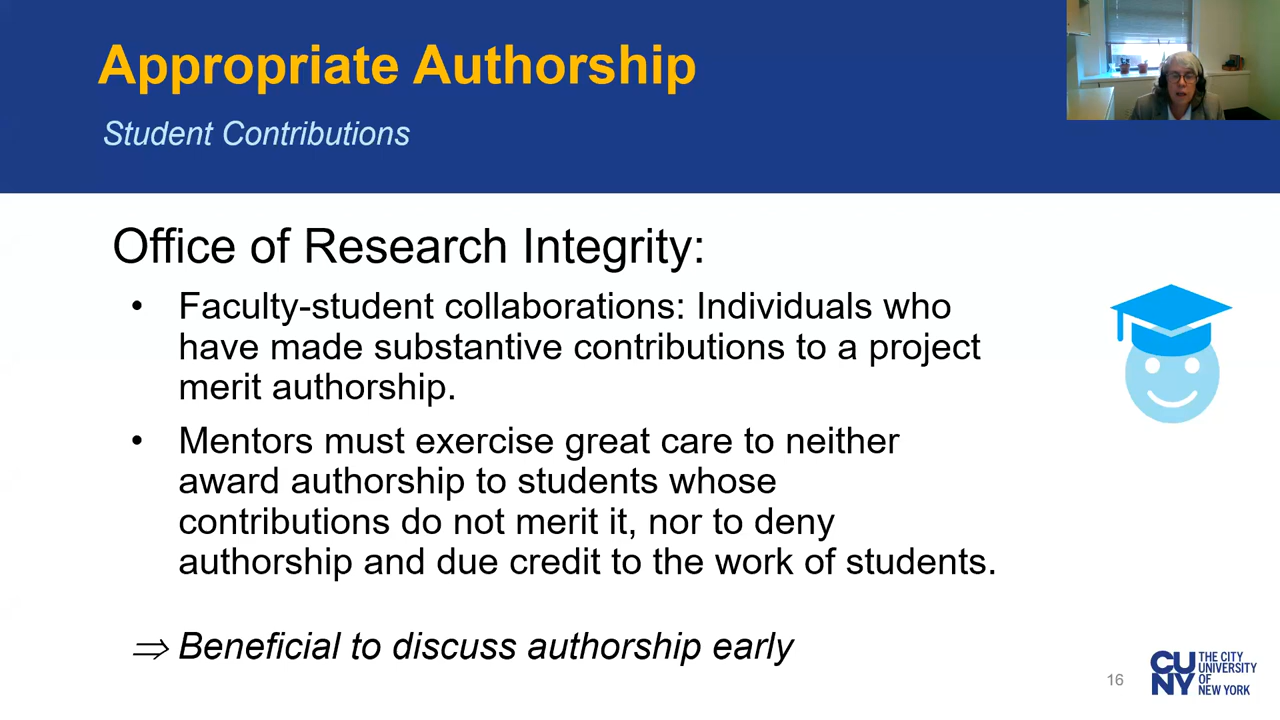 Appropriate Authorship
Student Contributions
Office of Research Integrity:
• Faculty-student collaborations: Individuals who
have made substantive contributions to a project
merit authorship.
• Mentors must exercise great care to neither
award authorship to students whose
contributions do not merit it, nor to deny
authorship and due credit to the work of students.
⇒ Beneficial to discuss authorship early
16
CU
NY
THE CITY
UNIVERSITY
OF
NEW YORK